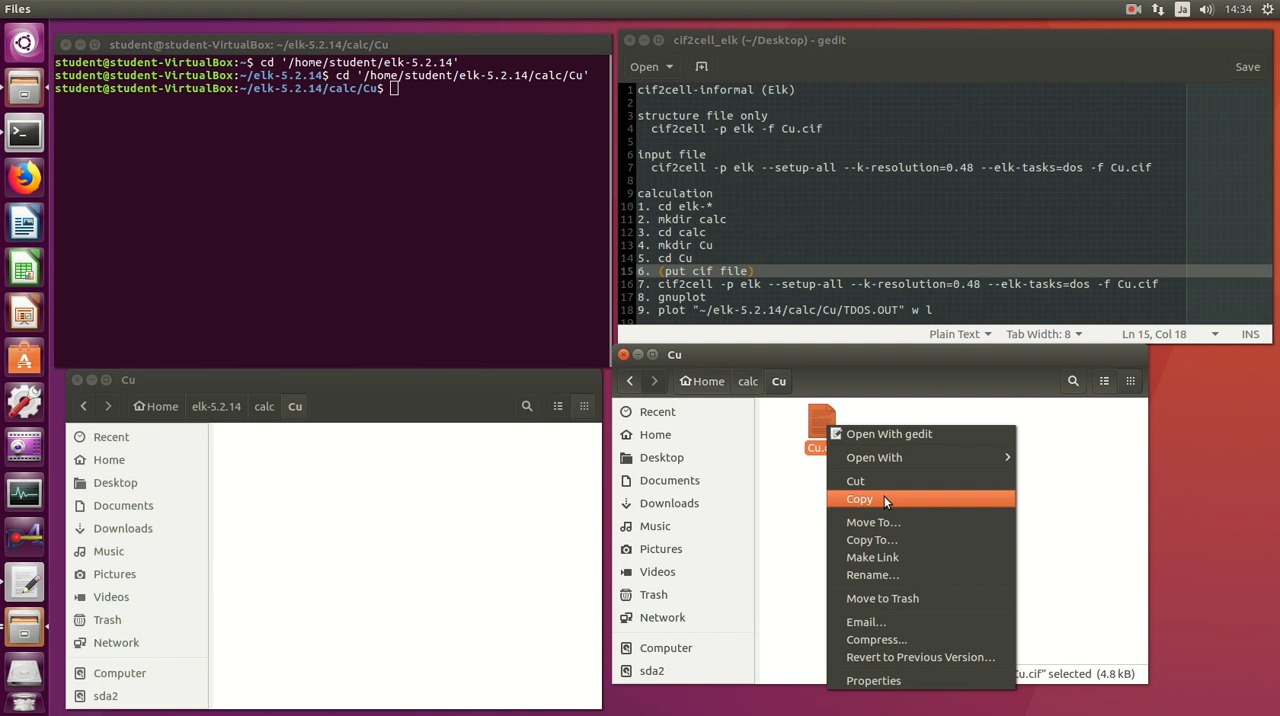 Files
Ja
14:34
student@student-VirtualBox: ~/elk-5.2.14/calc/Cu
student@student-VirtualBox:~$ cd '/home/student/elk-5.2.14'
student@student-VirtualBox:~/elk-5.2.14$ cd '/home/student/elk-5.2.14/calc/Cu'
student@student-VirtualBox:~/elk-5.2.14/calc/Cu$
cif2cell_elk (~/Desktop) - gedit
Open
Save
1 cif2cell-informal (Elk)
2
3 structure file only
4 cif2cell -p elk -f Cu.cif
5
6 input file
7 cif2cell -p elk --setup-all --k-resolution=0.48 --elk-tasks=dos -f Cu.cif
8
9 calculation
10 1. cd elk-*
11 2. mkdir calc
12 3. cd calc
13 4. mkdir Cu
14 5. cd Cu
15 6. (put cif file)
16 7. cif2cell -p elk --setup-all --k-resolution=0.48 --elk-tasks=dos -f Cu.cif
17 8. gnuplot
18 9. plot "~/elk-5.2.14/calc/Cu/TDOS.OUT" w l
19
Plain Text
Tab Width: 8
Ln 15, Col 18
INS
Cu
Home
elk-5.2.14
calc
Cu
Recent
Home
Desktop
Documents
Downloads
Music
Pictures
Videos
Trash
Network
Computer
sda2
Cu
Home
calc
Cu
Recent
Home
Desktop
Documents
Downloads
Music
Pictures
Videos
Trash
Network
Computer
sda2
Cu.c
Open With gedit
Open With
Cut
Copy
Move To...
Copy To...
Make Link
Rename...
Move to Trash
Email...
Compress...
Revert to Previous Version...
Properties
Cu.cif" selected (4.8 kB)